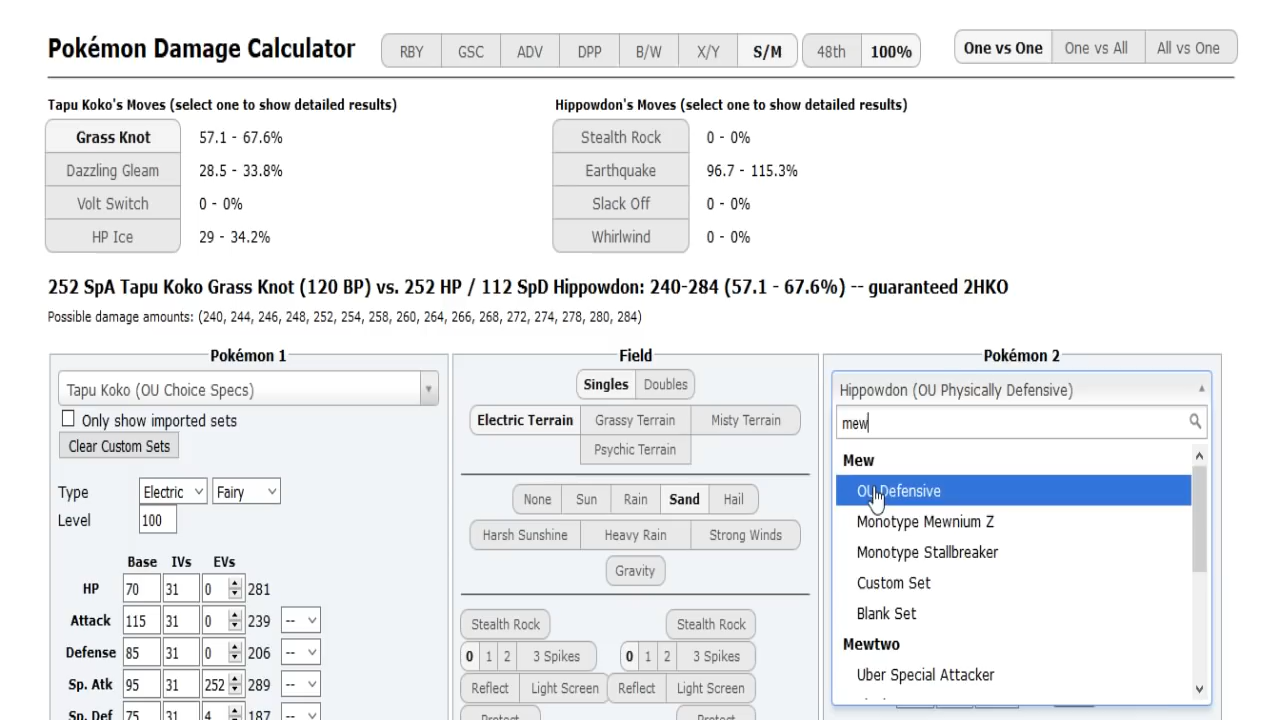 Pokémon Damage Calculator
RBY GSC ADV DPP B/W X/Y S/M 48th 100%
One vs One One vs All All vs One
Tapu Koko's Moves (select one to show detailed results)
Grass Knot 57.1 - 67.6%
Dazzling Gleam 28.5 - 33.8%
Volt Switch 0 - 0%
HP Ice 29 - 34.2%
Hippowdon's Moves (select one to show detailed results)
Stealth Rock 0 - 0%
Earthquake 96.7 - 115.3%
Slack Off 0 - 0%
Whirlwind 0 - 0%
252 SpA Tapu Koko Grass Knot (120 BP) vs. 252 HP / 112 SpD Hippowdon: 240-284 (57.1 - 67.6%) -- guaranteed 2HKO
Possible damage amounts: (240, 244, 246, 248, 252, 254, 258, 260, 264, 266, 268, 272, 274, 278, 280, 284)
Pokémon 1
Tapu Koko (OU Choice Specs)
Only show imported sets
Clear Custom Sets
Type Electric Fairy
Level 100
Base IVs EVs
HP 70 31 0 281
Attack 115 31 0 239 --
Defense 85 31 0 206 --
Sp. Atk 95 31 252 289 --
Sp. Def 75 31 4 187 --
Field
Singles Doubles
Electric Terrain Grassy Terrain Misty Terrain
Psychic Terrain
None Sun Rain Sand Hail
Harsh Sunshine Heavy Rain Strong Winds
Gravity
Stealth Rock Stealth Rock
0 1 2 3 Spikes 0 1 2 3 Spikes
Reflect Light Screen Reflect Light Screen
Protect Protect
Pokémon 2
Hippowdon (OU Physically Defensive)
mew
Mew
OU Defensive
Monotype Mewnium Z
Monotype Stallbreaker
Custom Set
Blank Set
Mewtwo
Uber Special Attacker